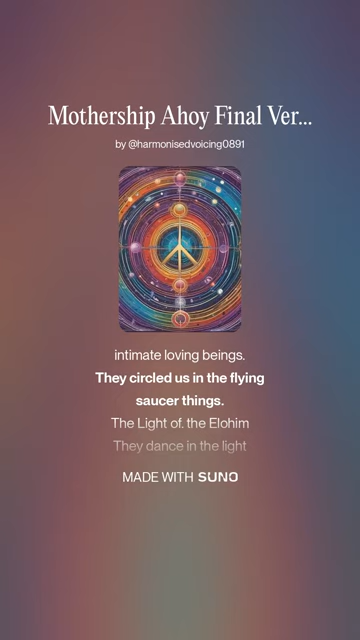 Mothership Ahoy Final Ver...
by @harmonisedvoicing0891
intimate loving beings.
They circled us in the flying
saucer things.
The Light of. the Elohim
They dance in the light
MADE WITH SUNO